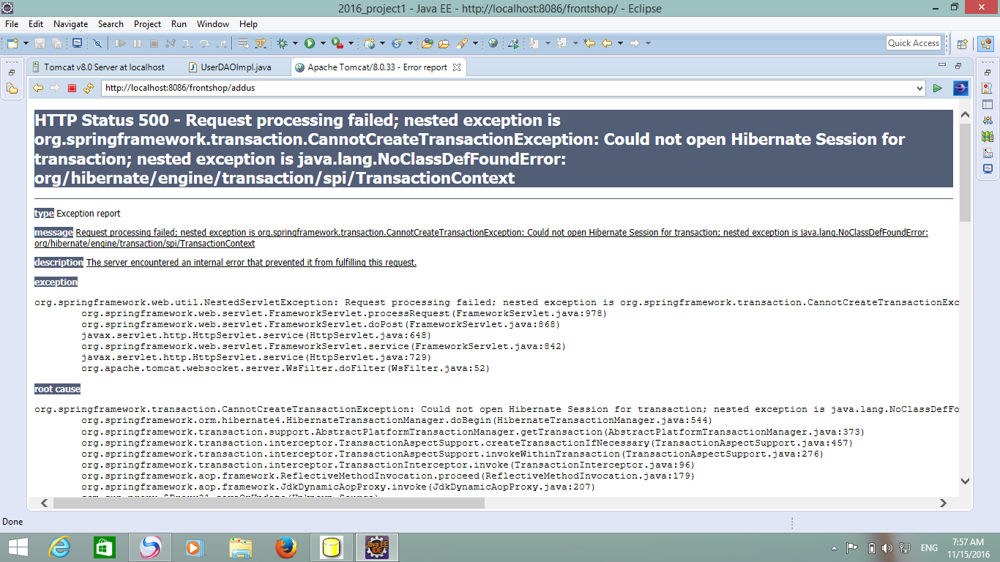 2016_project1 - Java EE - http://localhost:8086/frontshop/ - Eclipse
File Edit Navigate Search Project Run Window Help
Quick Access
Tomcat v8.0 Server at localhost UserDAOImpl.java Apache Tomcat/8.0.33 - Error report
http://localhost:8086/frontshop/addus
HTTP Status 500 - Request processing failed; nested exception is
org.springframework.transaction.CannotCreateTransactionException: Could not open Hibernate Session for
transaction; nested exception is java.lang.NoClassDefFoundError:
org/hibernate/engine/transaction/spi/TransactionContext
type Exception report
message Request processing failed; nested exception is org.springframework.transaction.CannotCreateTransactionException: Could not open Hibernate Session for transaction; nested exception is java.lang.NoClassDefFoundError:
org/hibernate/engine/transaction/spi/TransactionContext
description The server encountered an internal error that prevented it from fulfilling this request.
exception
org.springframework.web.util.NestedServletException: Request processing failed; nested exception is org.springframework.transaction.CannotCreateTransactionExc
org.springframework.web.servlet.FrameworkServlet.processRequest(FrameworkServlet.java:978)
org.springframework.web.servlet.FrameworkServlet.doPost(FrameworkServlet.java:868)
javax.servlet.http.HttpServlet.service(HttpServlet.java:648)
org.springframework.web.servlet.FrameworkServlet.service(FrameworkServlet.java:842)
javax.servlet.http.HttpServlet.service(HttpServlet.java:729)
org.apache.tomcat.websocket.server.WsFilter.doFilter(WsFilter.java:52)
root cause
org.springframework.transaction.CannotCreateTransactionException: Could not open Hibernate Session for transaction; nested exception is java.lang.NoClassDefFo
org.springframework.orm.hibernate4.HibernateTransactionManager.doBegin(HibernateTransactionManager.java:544)
org.springframework.transaction.support.AbstractPlatformTransactionManager.getTransaction(AbstractPlatformTransactionManager.java:373)
org.springframework.transaction.interceptor.TransactionAspectSupport.createTransactionIfNecessary(TransactionAspectSupport.java:457)
org.springframework.transaction.interceptor.TransactionAspectSupport.invokeWithinTransaction(TransactionAspectSupport.java:276)
org.springframework.transaction.interceptor.TransactionInterceptor.invoke(TransactionInterceptor.java:96)
org.springframework.aop.framework.ReflectiveMethodInvocation.proceed(ReflectiveMethodInvocation.java:179)
org.springframework.aop.framework.JdkDynamicAopProxy.invoke(JdkDynamicAopProxy.java:207)
Done
Java EE
IDE
ENG
7:57 AM
11/15/2016